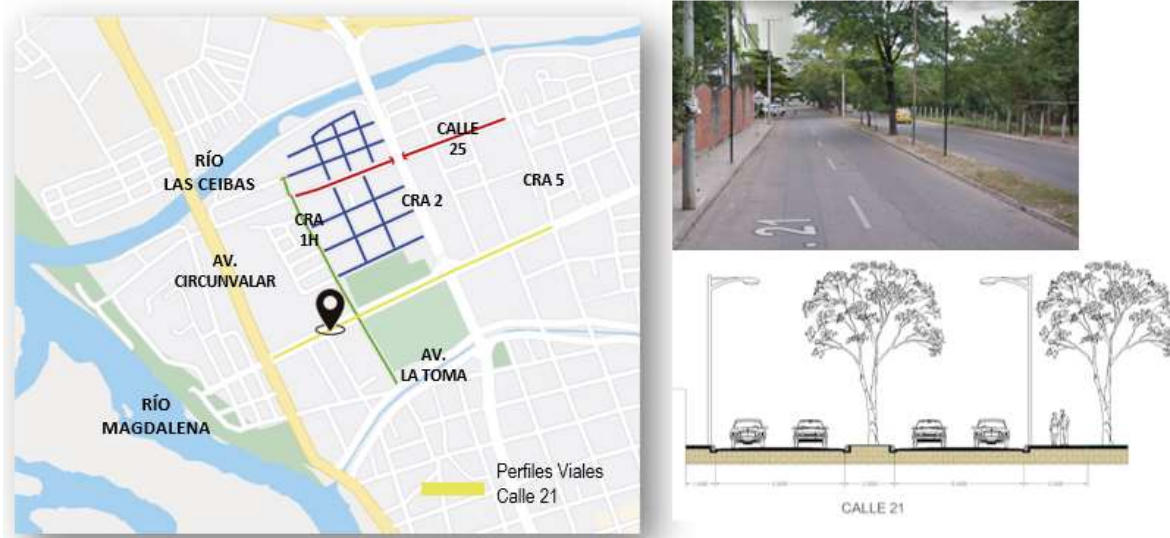 CALLE
25
RÍO
LAS CEIBAS
CRA 5
CRA 2
CRA
1H
AV.
CIRCUNVALAR
AV.
LA TOMA
RÍO
MAGDALENA
Perfiles Viales
Calle 21
. 21
CALLE 21